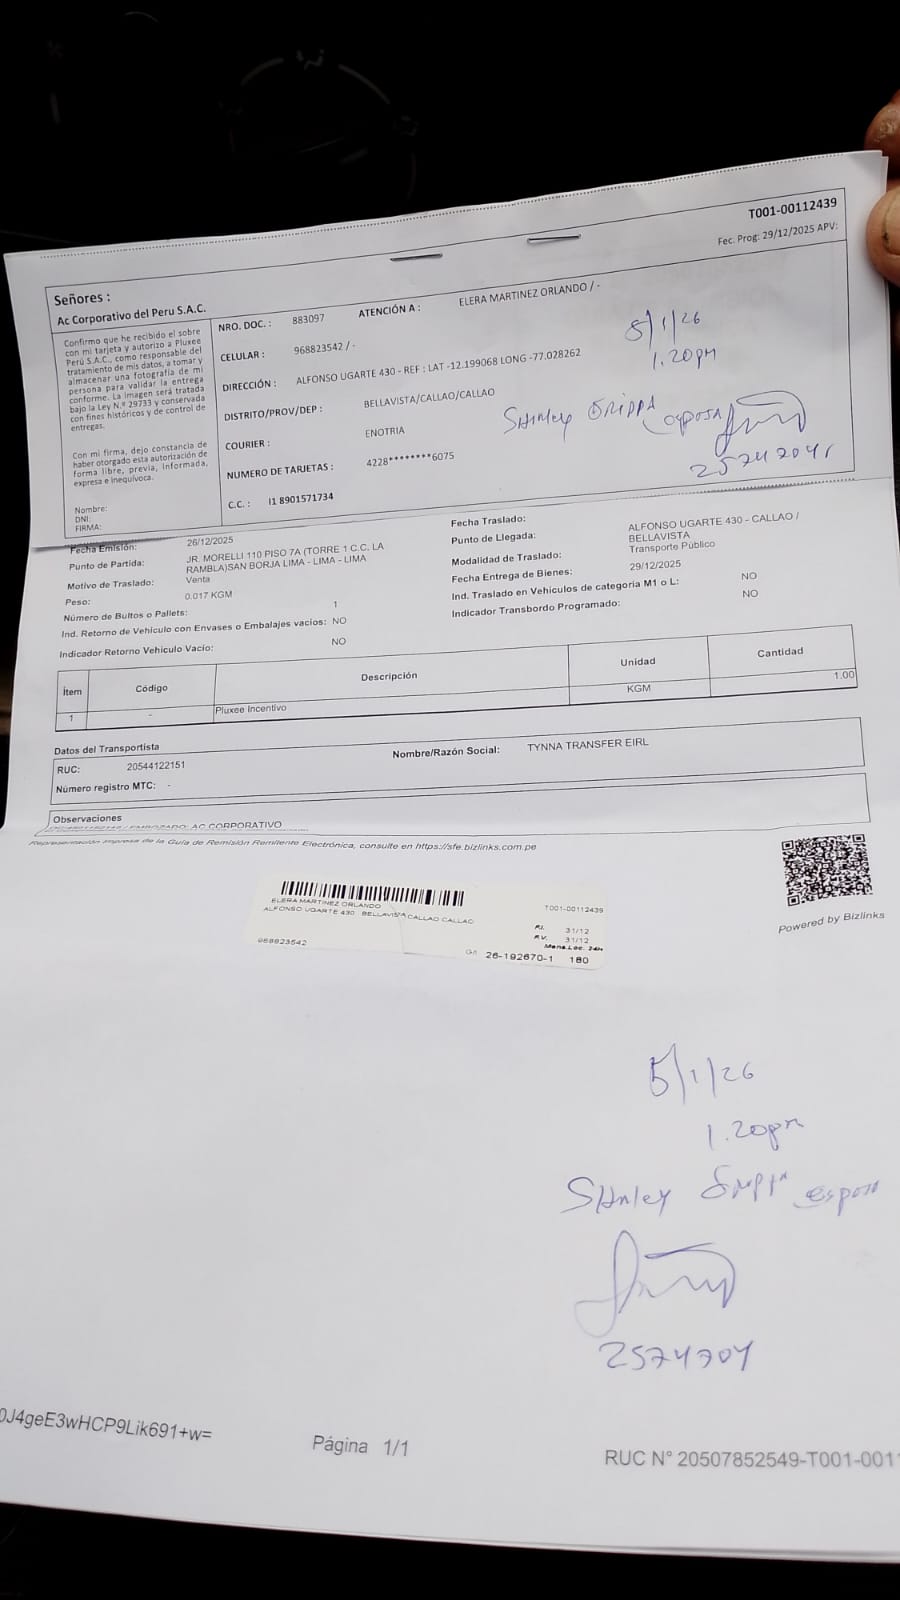 T001-00112439
Fec. Prog: 29/12/2025 APV:
Señores :
Ac Corporativo del Peru S.A.C.
Confirmo que he recibido el sobre
con mi tarjeta y autorizo a Pluxee
Perú S.A.C., como responsable del
tratamiento de mis datos, a tomar y
almacenar una fotografía de mi
persona para validar la entrega
conforme. La imagen será tratada
bajo la Ley N.° 29733 y conservada
con fines históricos y de control de
entregas.
Con mi firma, dejo constancia de
haber otorgado esta autorización de
forma libre, previa, informada,
expresa e inequívoca.
Nombre:
DNI:
FIRMA:
NRO. DOC. : 883097 ATENCIÓN A : ELERA MARTINEZ ORLANDO / -
CELULAR : 968823542 / -
DIRECCIÓN : ALFONSO UGARTE 430 - REF : LAT -12.199068 LONG -77.028262
DISTRITO/PROV/DEP : BELLAVISTA/CALLAO/CALLAO
COURIER : ENOTRIA
NUMERO DE TARJETAS : 4228********6075
C.C. : I1 8901571734
5/1/26
1.20pm
Shirley esposa
Fecha Emisión: 26/12/2025
Punto de Partida: JR. MORELLI 110 PISO 7A (TORRE 1 C.C. LA
RAMBLA)SAN BORJA LIMA - LIMA - LIMA
Motivo de Traslado: Venta
Peso: 0.017 KGM
Número de Bultos o Pallets: 1
Ind. Retorno de Vehículo con Envases o Embalajes vacíos: NO
Indicador Retorno Vehículo Vacío: NO
Fecha Traslado:
Punto de Llegada: ALFONSO UGARTE 430 - CALLAO /
BELLAVISTA
Modalidad de Traslado: Transporte Público
Fecha Entrega de Bienes: 29/12/2025
Ind. Traslado en Vehículos de categoria M1 o L: NO
Indicador Transbordo Programado: NO
Ítem Código Descripción Unidad Cantidad
1 - Pluxee Incentivo KGM 1.00
Datos del Transportista
RUC: 20544122151 Nombre/Razón Social: TYNNA TRANSFER EIRL
Número registro MTC: -
Observaciones
EMBOZADO: AC CORPORATIVO
Representación impresa de la Guía de Remisión Remitente Electrónica, consulte en https://sfe.bizlinks.com.pe
Powered by Bizlinks
ELERA MARTINEZ ORLANDO T001-00112439
ALFONSO UGARTE 430 BELLAVISTA CALLAO CALLAO
F.I. 31/12
F.V. 31/12
Mens.Loc. 24h
968823542
26-192670-1 180
5/1/26
1.20pm
Shirley esposa
25747041
0J4geE3wHCP9Lik691+w=
Página 1/1
RUC N° 20507852549-T001-0011